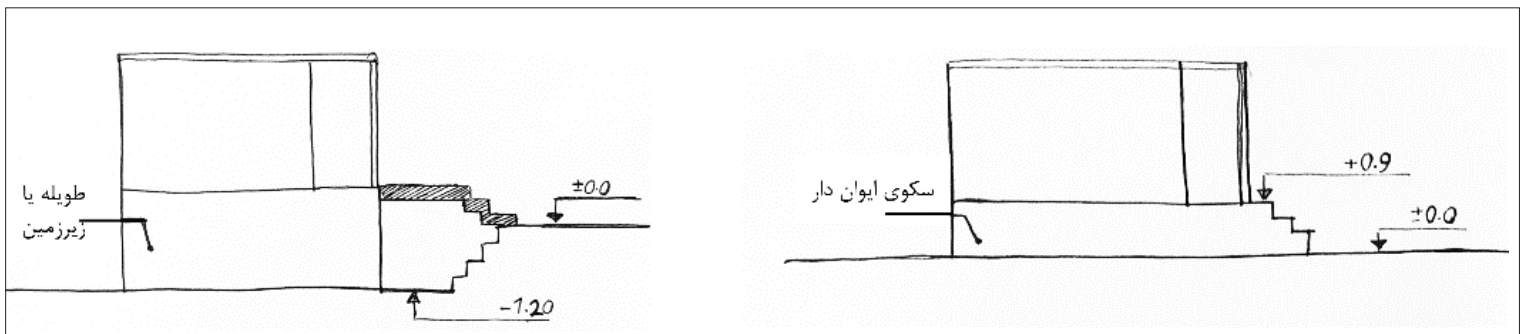 طویله یا
زیرزمین
±0.0
-1.20
سکوی ایوان دار
+0.9
±0.0